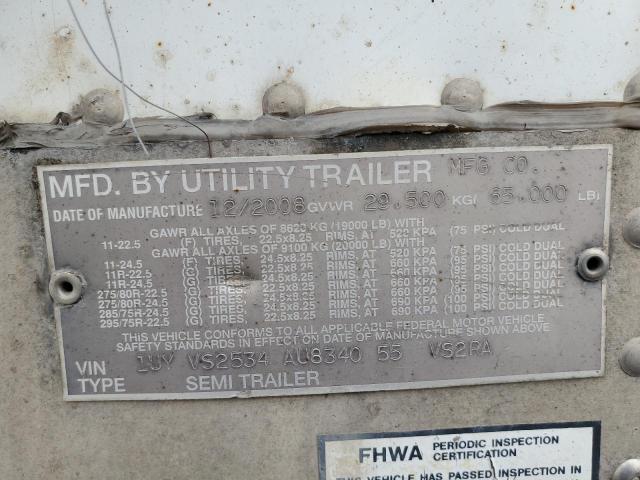 MFD. BY UTILITY TRAILER MFG CO.
DATE OF MANUFACTURE 12/2008 GVWR 29.500 KG( 65.000 LB)
GAWR ALL AXLES OF 8620 KG (19000 LB) WITH
11-22.5 (F) TIRES, 22.5x8.25 RIMS, AT 520 KPA (75 PSI) COLD DUAL
GAWR ALL AXLES OF 9100 KG (20000 LB) WITH
11-24.5 (F) TIRES, 24.5x8.25 RIMS, AT 520 KPA (75 PSI) COLD DUAL
11R-22.5 (G) TIRES, 22.5x8.25 RIMS, AT 660 KPA (95 PSI) COLD DUAL
11R-24.5 (G) TIRES, 24.5x8.25 RIMS, AT 660 KPA (95 PSI) COLD DUAL
275/80R-22.5 (G) TIRES, 22.5x8.25 RIMS, AT 660 KPA (95 PSI) COLD DUAL
275/80R-24.5 (G) TIRES, 24.5x8.25 RIMS, AT 690 KPA (100 PSI) COLD DUAL
285/75R-24.5 (G) TIRES, 24.5x8.25 RIMS, AT 690 KPA (100 PSI) COLD DUAL
295/75R-22.5 (G) TIRES, 22.5x8.25 RIMS, AT 690 KPA (100 PSI) COLD DUAL
THIS VEHICLE CONFORMS TO ALL APPLICABLE FEDERAL MOTOR VEHICLE
SAFETY STANDARDS IN EFFECT ON DATE OF MANUFACTURE SHOWN ABOVE
VIN 1UY VS2534 AU8340 55 VS2RA
TYPE SEMI TRAILER
FHWA PERIODIC INSPECTION
CERTIFICATION
THIS VEHICLE HAS PASSED INSPECTION IN